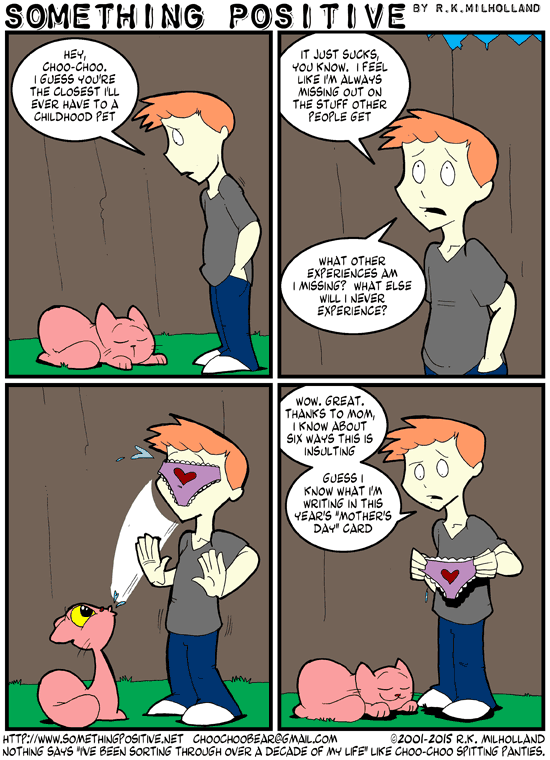 SOMETHING POSITIVE BY R.K.MILHOLLAND
HEY,
CHOO-CHOO.
I GUESS YOU'RE
THE CLOSEST I'LL
EVER HAVE TO A
CHILDHOOD PET
IT JUST SUCKS,
YOU KNOW. I FEEL
LIKE I'M ALWAYS
MISSING OUT ON
THE STUFF OTHER
PEOPLE GET
WHAT OTHER
EXPERIENCES AM
I MISSING? WHAT ELSE
WILL I NEVER
EXPERIENCE?
WOW. GREAT.
THANKS TO MOM,
I KNOW ABOUT
SIX WAYS THIS IS
INSULTING
GUESS I
KNOW WHAT I'M
WRITING IN THIS
YEAR'S "MOTHER'S
DAY" CARD
HTTP://WWW.SOMETHINGPOSITIVE.NET CHOOCHOOBEAR@GMAIL.COM ©2001-2015 R.K. MILHOLLAND
NOTHING SAYS "I'VE BEEN SORTING THROUGH OVER A DECADE OF MY LIFE" LIKE CHOO-CHOO SPITTING PANTIES.